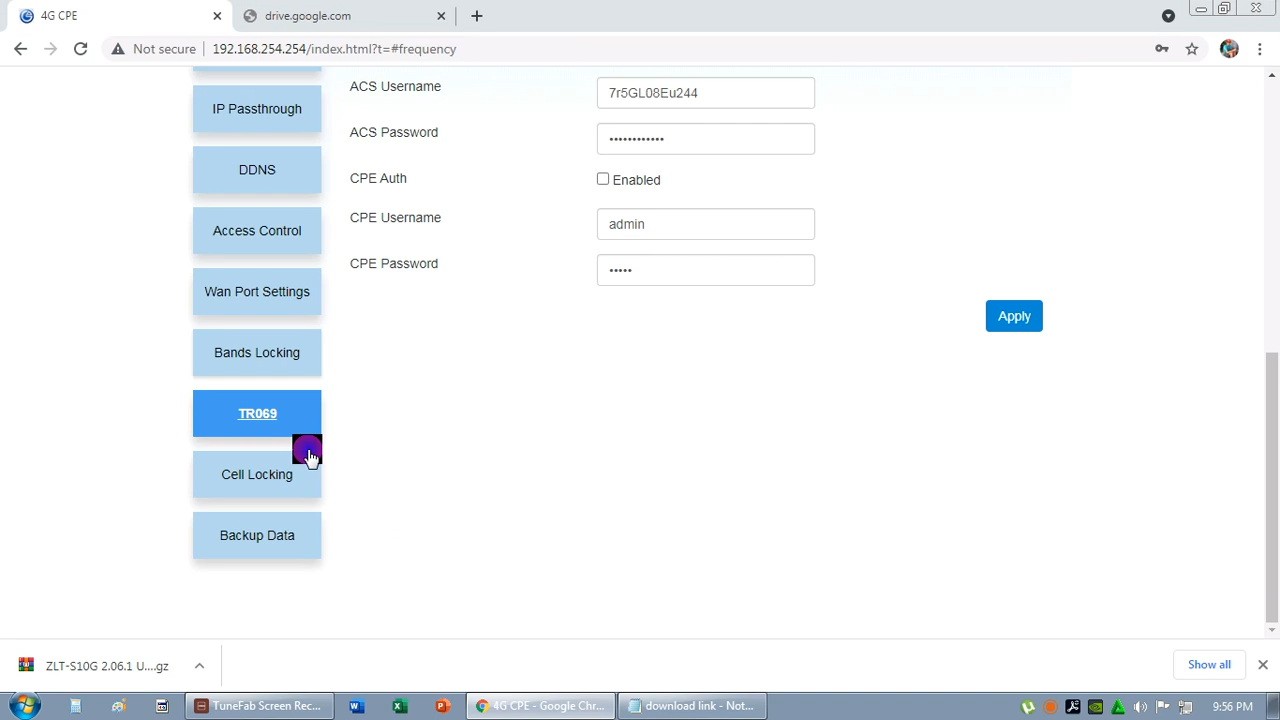 4G CPE
drive.google.com
Not secure
192.168.254.254/index.html?t=#frequency
IP Passthrough
DDNS
Access Control
Wan Port Settings
Bands Locking
TR069
Cell Locking
Backup Data
ACS Username
7r5GL08Eu244
ACS Password
••••••••••••
CPE Auth
Enabled
CPE Username
admin
CPE Password
•••••
Apply
ZLT-S10G 2.06.1 U....gz
Show all
TuneFab Screen Rec...
4G CPE - Google Chr...
download link - Not...
9:56 PM